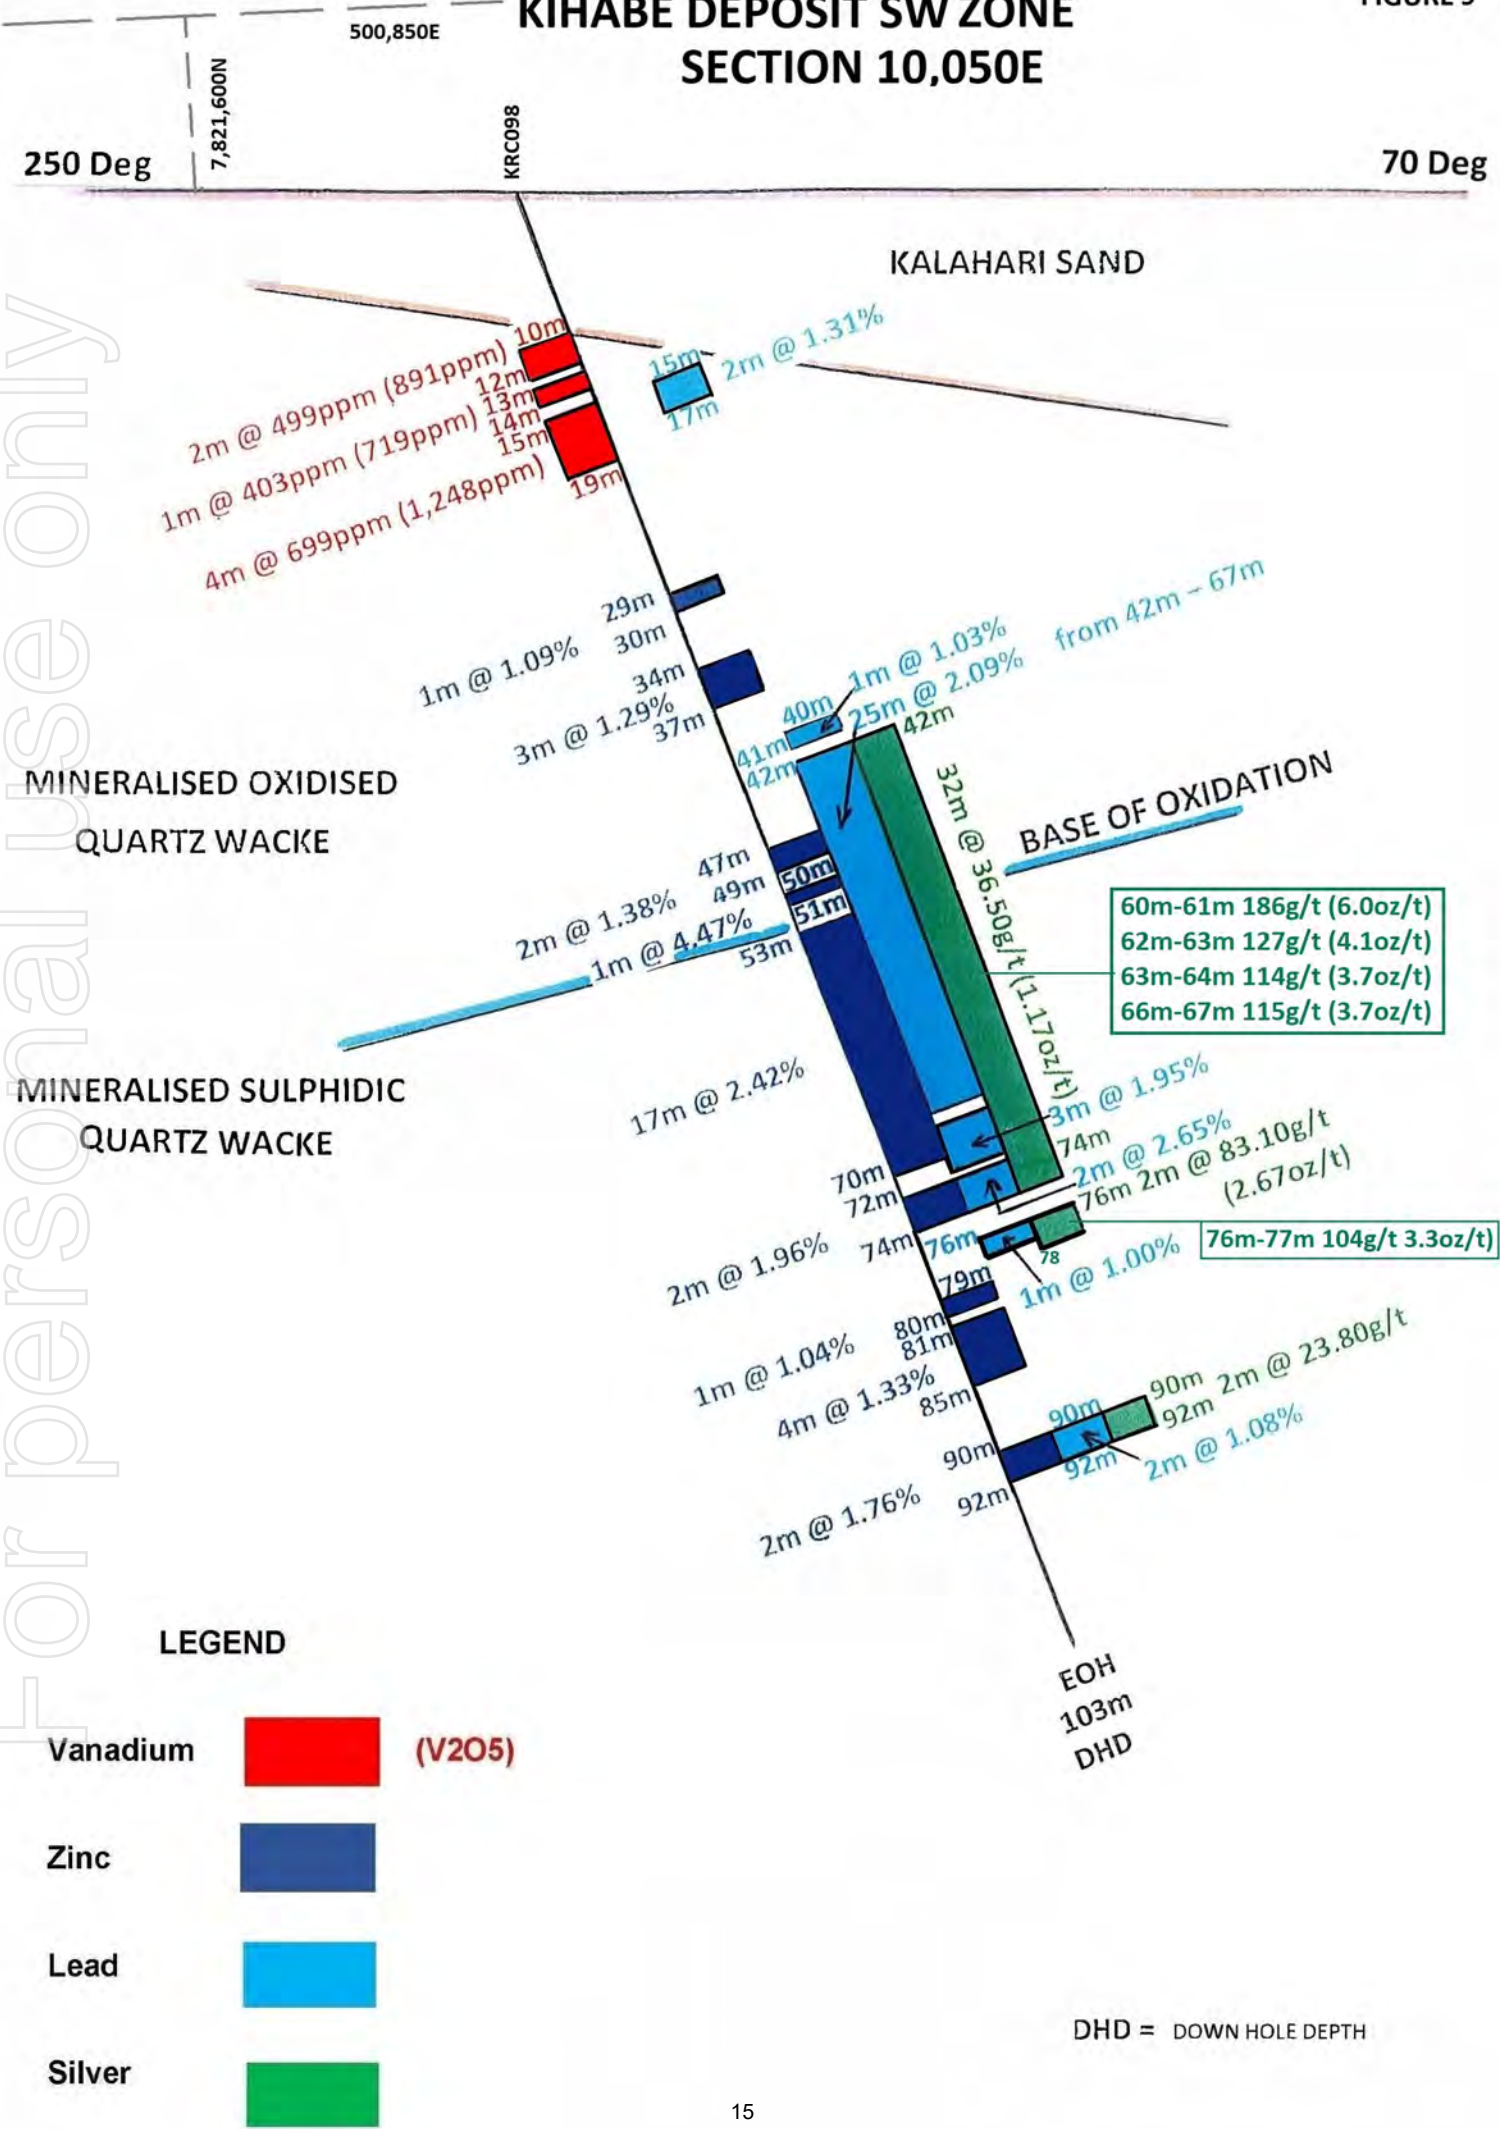 500,850E
KIHABE DEPOSIT SW ZONE
SECTION 10,050E
7,821,600N
KRC098
250 Deg
70 Deg
KALAHARI SAND
10m
2m @ 499ppm (891ppm)
12m
13m
1m @ 403ppm (719ppm)
14m
15m
4m @ 699ppm (1,248ppm)
19m
15m
2m @ 1.31%
17m
29m
1m @ 1.09%
30m
34m
3m @ 1.29%
37m
40m
1m @ 1.03%
41m
25m @ 2.09%
from 42m – 67m
42m
42m
32m @ 36.50g/t (1.17oz/t)
MINERALISED OXIDISED
QUARTZ WACKE
BASE OF OXIDATION
47m
2m @ 1.38%
49m
50m
1m @ 4.47%
51m
53m
60m-61m 186g/t (6.0oz/t)
62m-63m 127g/t (4.1oz/t)
63m-64m 114g/t (3.7oz/t)
66m-67m 115g/t (3.7oz/t)
MINERALISED SULPHIDIC
QUARTZ WACKE
17m @ 2.42%
3m @ 1.95%
74m
2m @ 2.65%
70m
72m
76m 2m @ 83.10g/t
(2.67oz/t)
2m @ 1.96%
74m
76m
78
76m-77m 104g/t 3.3oz/t)
1m @ 1.00%
79m
1m @ 1.04%
80m
81m
4m @ 1.33%
85m
90m
90m
90m
2m @ 23.80g/t
92m
92m
2m @ 1.08%
2m @ 1.76%
92m
EOH
103m
DHD
LEGEND
Vanadium
(V2O5)
Zinc
Lead
Silver
DHD = DOWN HOLE DEPTH
15
For personal use only